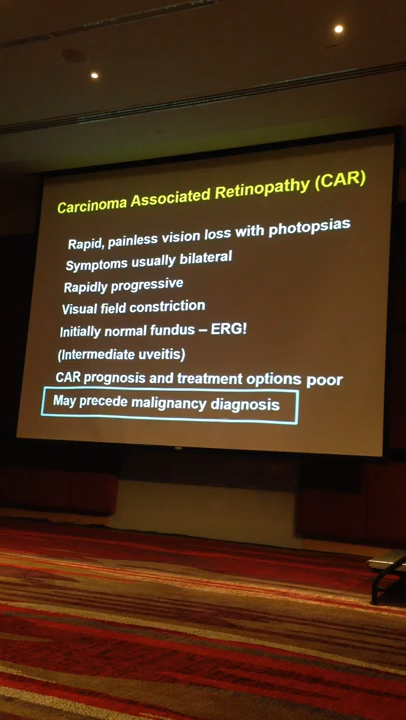 Carcinoma Associated Retinopathy (CAR)
Rapid, painless vision loss with photopsias
Symptoms usually bilateral
Rapidly progressive
Visual field constriction
Initially normal fundus – ERG!
(Intermediate uveitis)
CAR prognosis and treatment options poor
May precede malignancy diagnosis